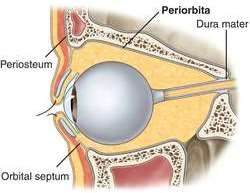 Periorbita
Dura mater
Periosteum
Orbital septum